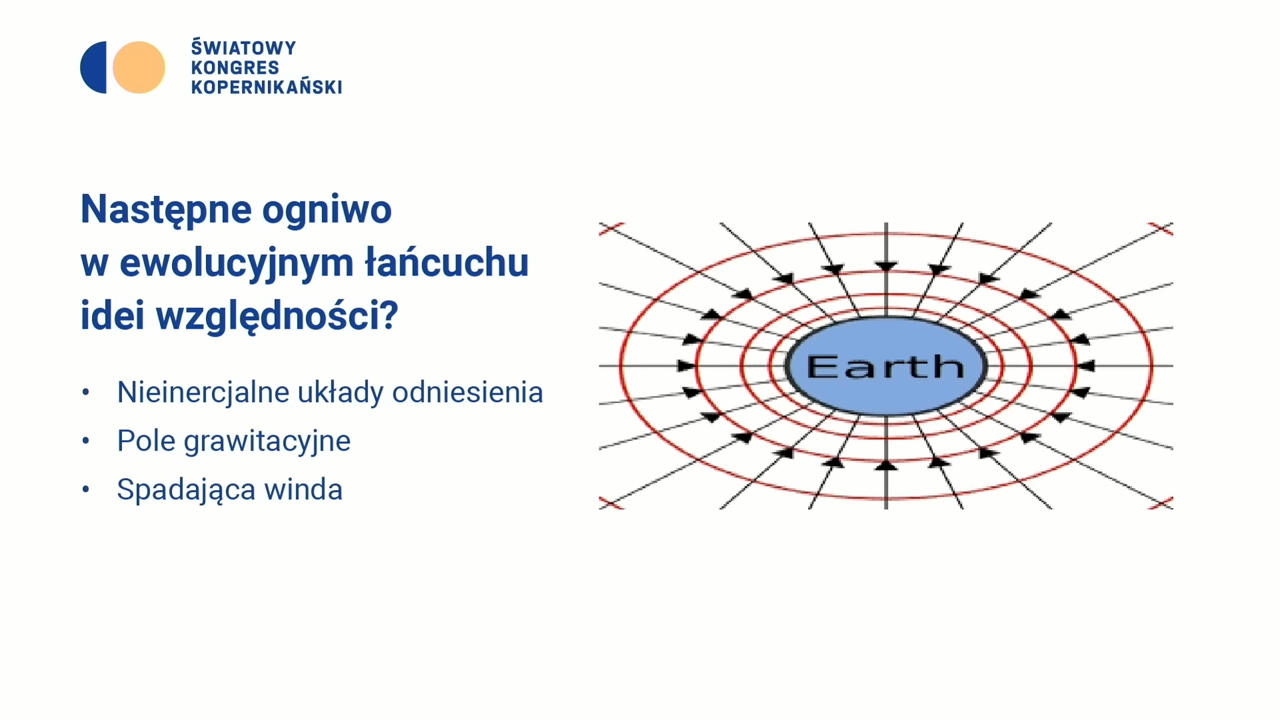 ŚWIATOWY
KONGRES
KOPERNIKAŃSKI
Następne ogniwo
w ewolucyjnym łańcuchu
idei względności?
• Nieinercjalne układy odniesienia
• Pole grawitacyjne
• Spadająca winda
Earth